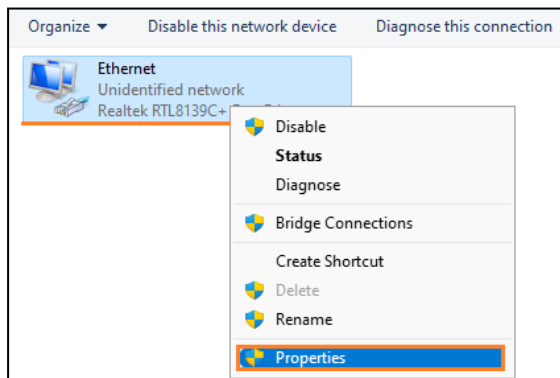 Organize Disable this network device Diagnose this connection
Ethernet
Unidentified network
Realtek RTL8139C+
Disable
Status
Diagnose
Bridge Connections
Create Shortcut
Delete
Rename
Properties